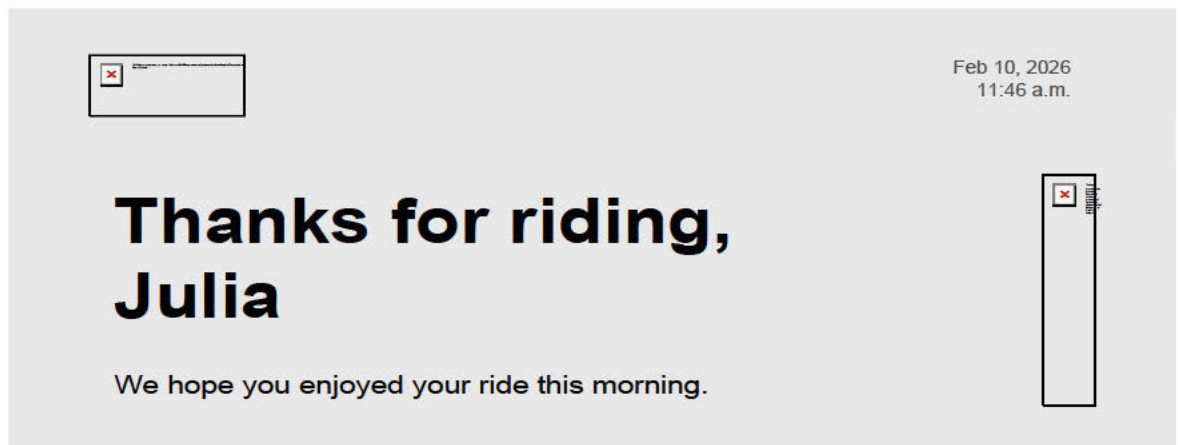 Feb 10, 2026
11:46 a.m.
Thanks for riding,
Julia
We hope you enjoyed your ride this morning.